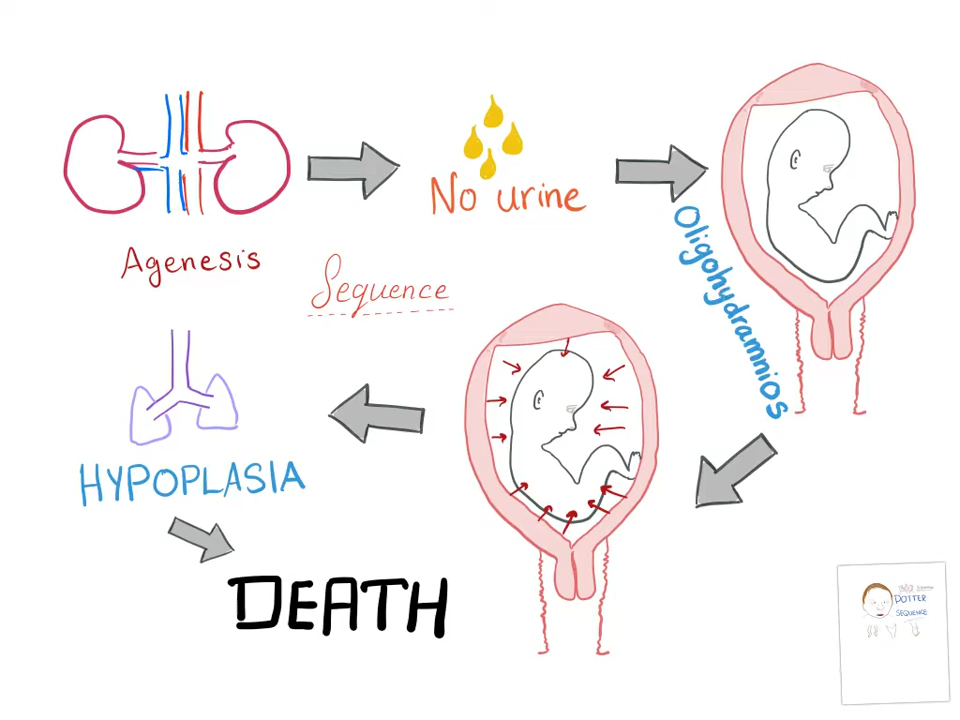 Agenesis
No urine
Oligohydramnios
Sequence
HYPOPLASIA
DEATH
POTTER
SEQUENCE